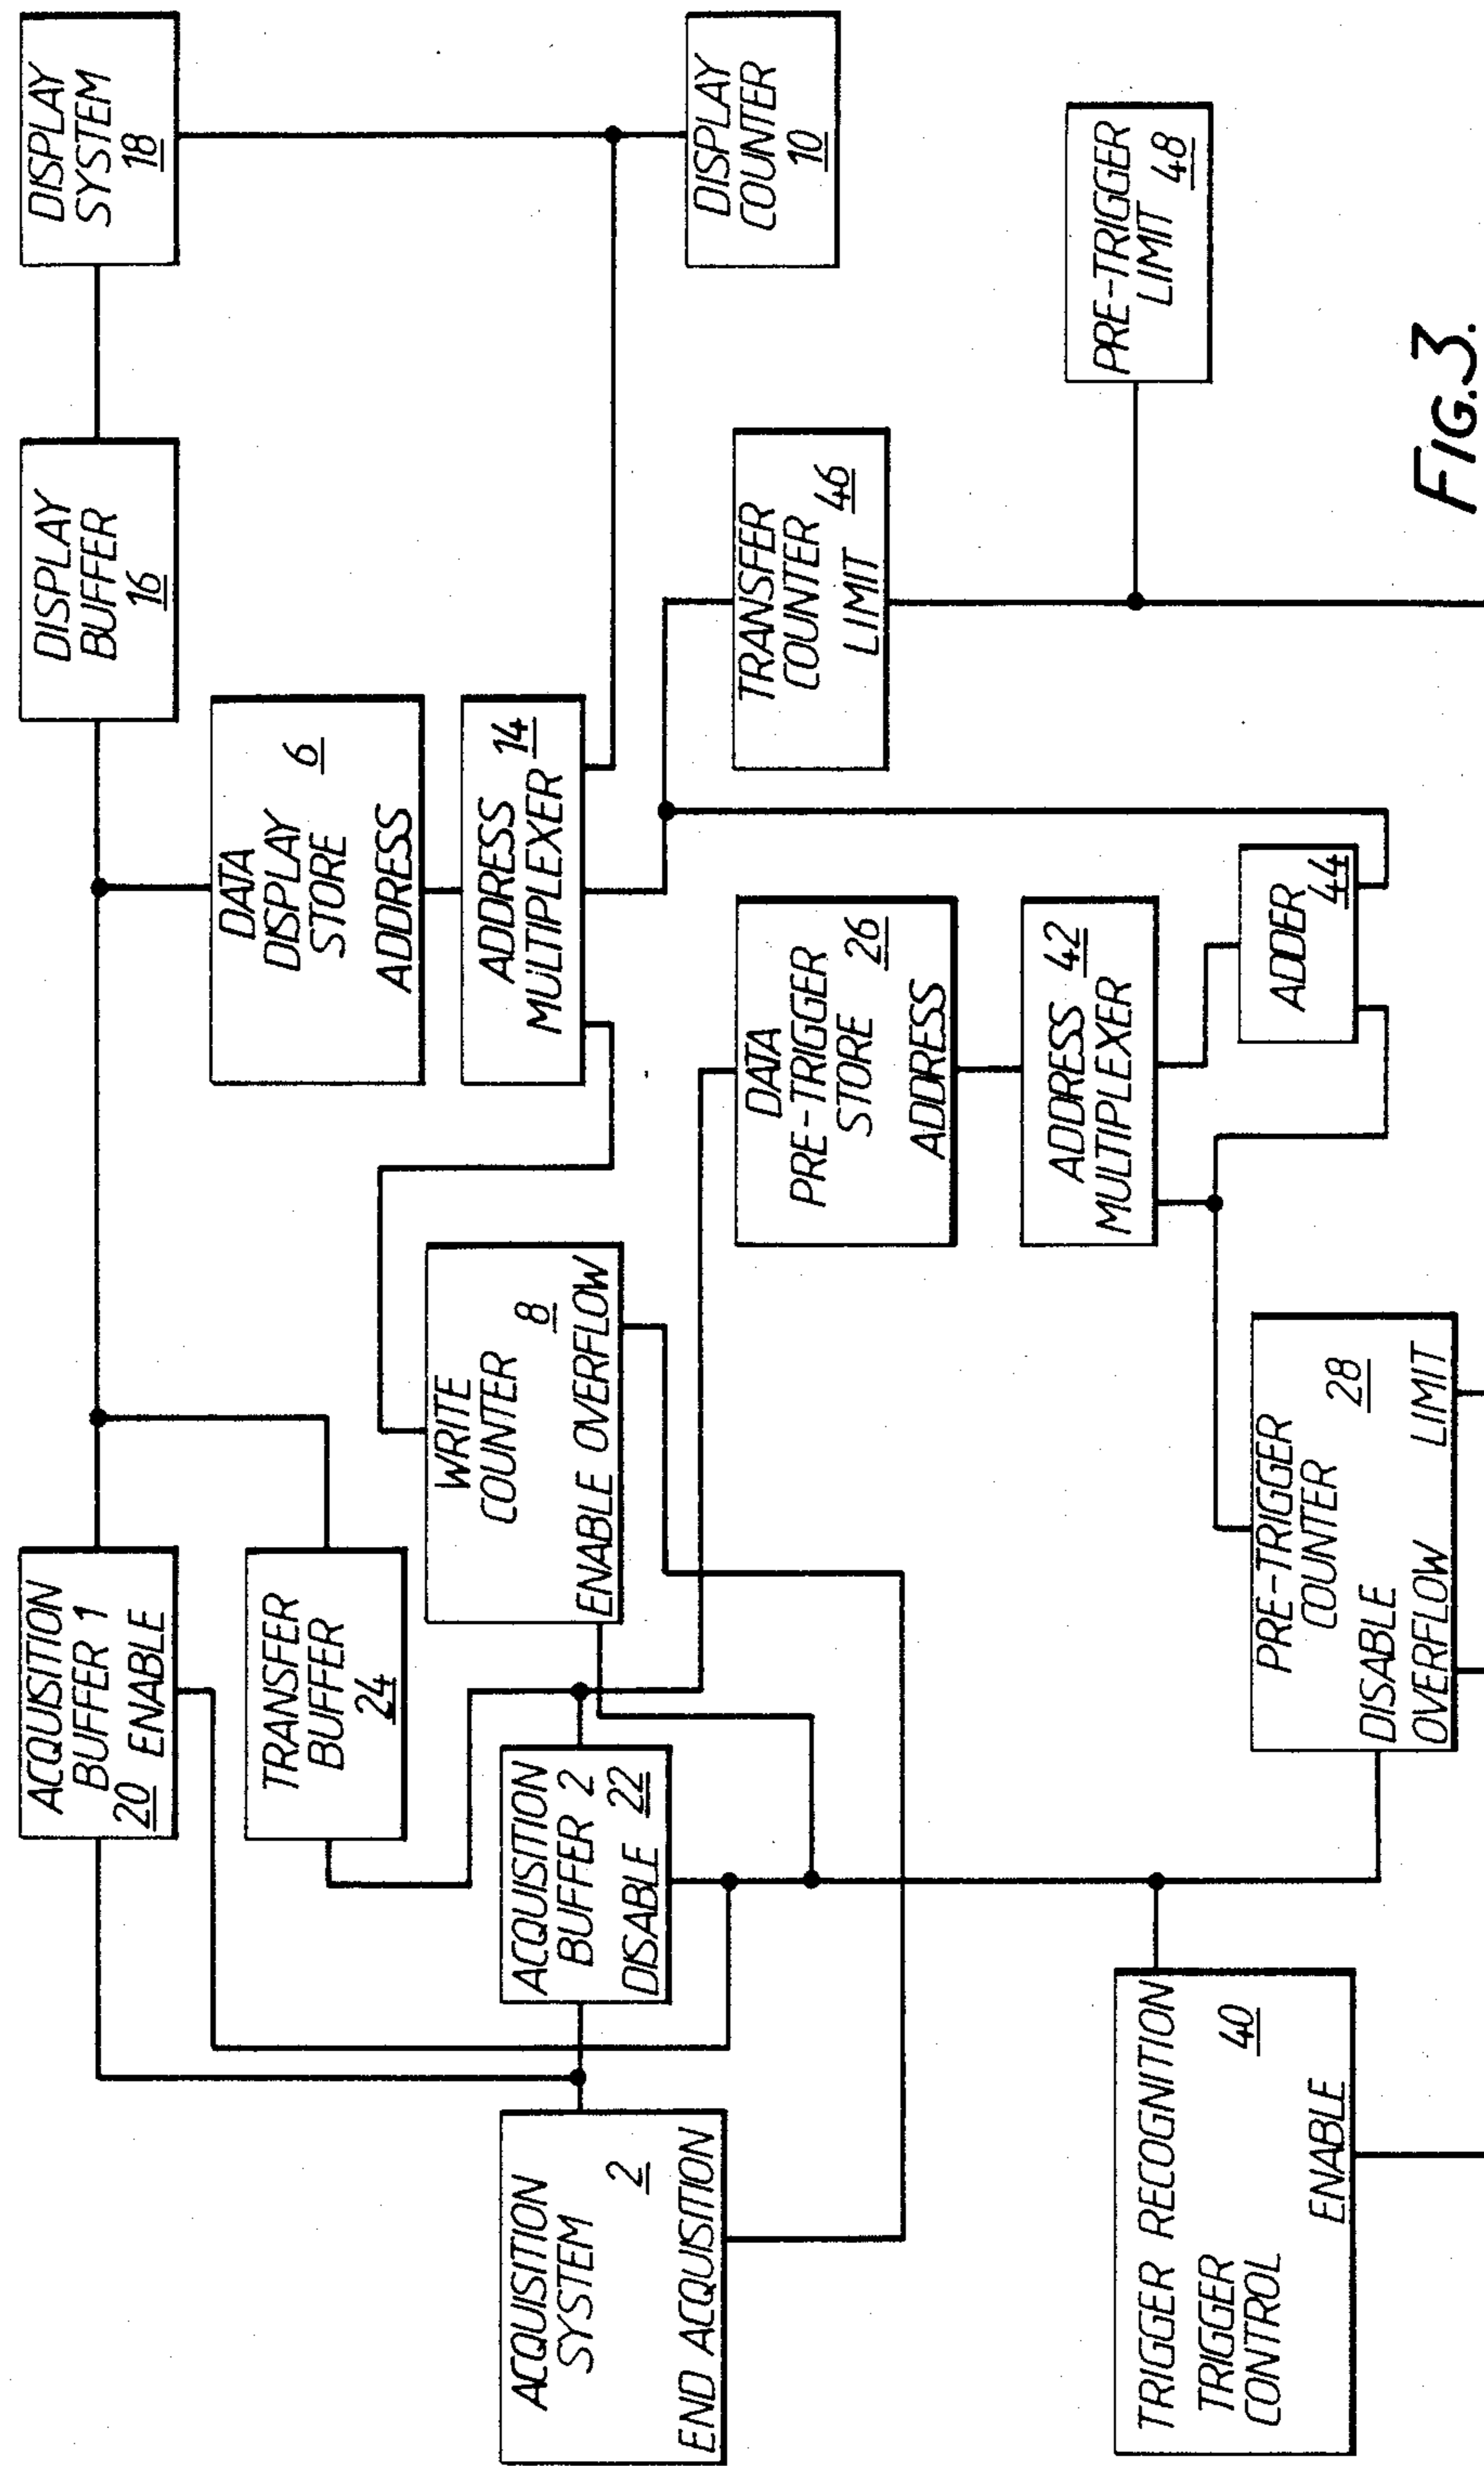 ACQUISITION
BUFFER 1
20 ENABLE
DISPLAY
BUFFER
16
DISPLAY
SYSTEM
18
TRANSFER
BUFFER
24
DATA
DISPLAY
STORE 6
ADDRESS
WRITE
COUNTER
8
ENABLE OVERFLOW
ADDRESS
MULTIPLEXER 14
ACQUISITION
SYSTEM
2
END ACQUISITION
ACQUISITION
BUFFER 2
DISABLE 22
DATA
PRE-TRIGGER
STORE 26
ADDRESS
TRANSFER
COUNTER
46
LIMIT
DISPLAY
COUNTER
10
ADDRESS 42
MULTIPLEXER
PRE-TRIGGER
LIMIT 48
TRIGGER RECOGNITION
TRIGGER
CONTROL
40
ENABLE
PRE-TRIGGER
COUNTER
28
DISABLE
OVERFLOW LIMIT
ADDER
44
FIG.3.